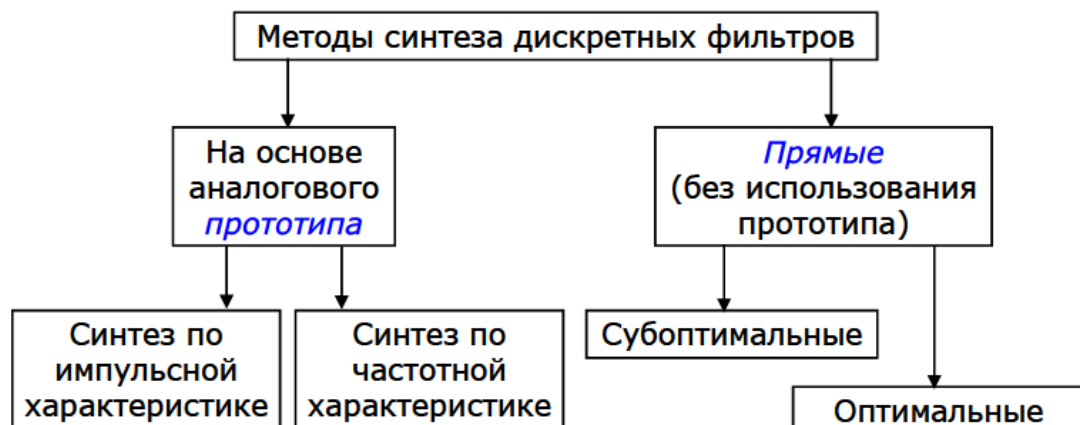 Методы синтеза дискретных фильтров
На основе
аналогового
прототипа
Прямые
(без использования
прототипа)
Синтез по
импульсной
характеристике
Синтез по
частотной
характеристике
Субоптимальные
Оптимальные